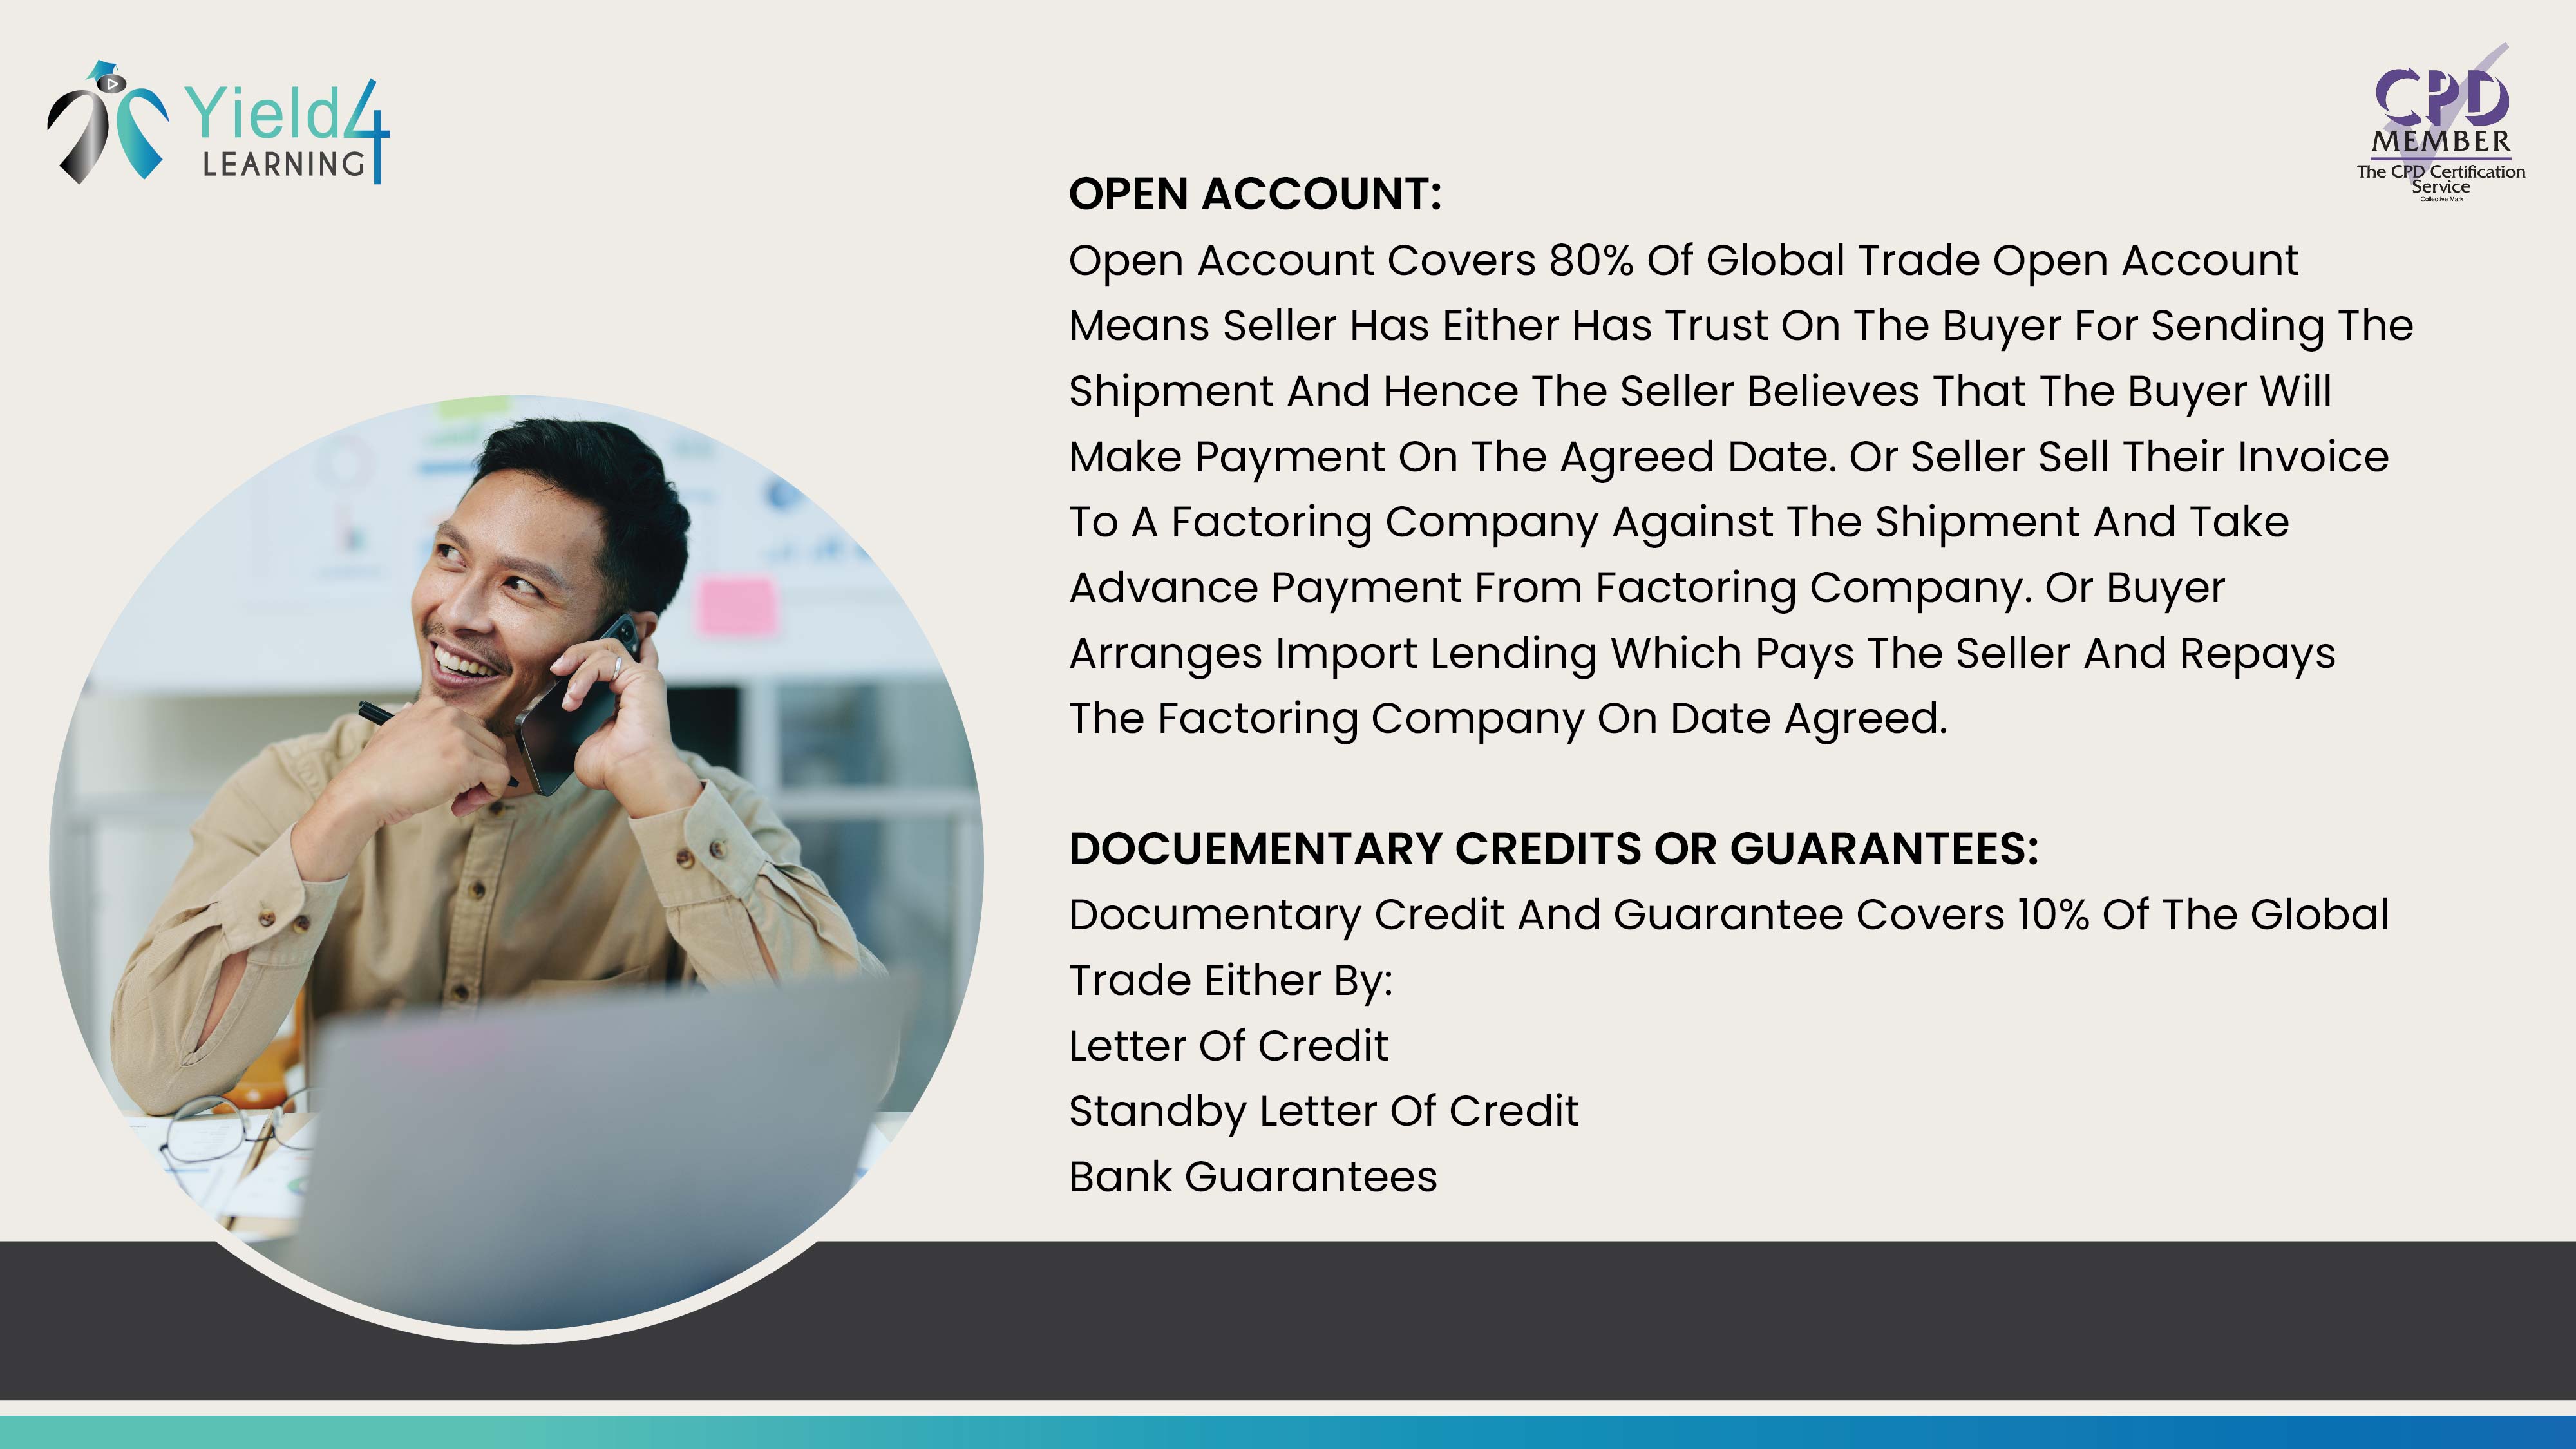 Yield4
LEARNING
CPD
MEMBER
The CPD Certification
Service
Collective Mark
OPEN ACCOUNT:
Open Account Covers 80% Of Global Trade Open Account
Means Seller Has Either Has Trust On The Buyer For Sending The
Shipment And Hence The Seller Believes That The Buyer Will
Make Payment On The Agreed Date. Or Seller Sell Their Invoice
To A Factoring Company Against The Shipment And Take
Advance Payment From Factoring Company. Or Buyer
Arranges Import Lending Which Pays The Seller And Repays
The Factoring Company On Date Agreed.
DOCUEMENTARY CREDITS OR GUARANTEES:
Documentary Credit And Guarantee Covers 10% Of The Global
Trade Either By:
Letter Of Credit
Standby Letter Of Credit
Bank Guarantees